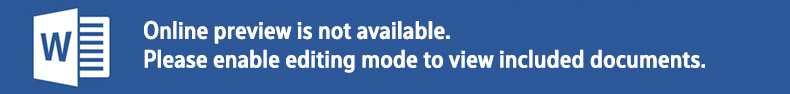 W
Online preview is not available.
Please enable editing mode to view included documents.